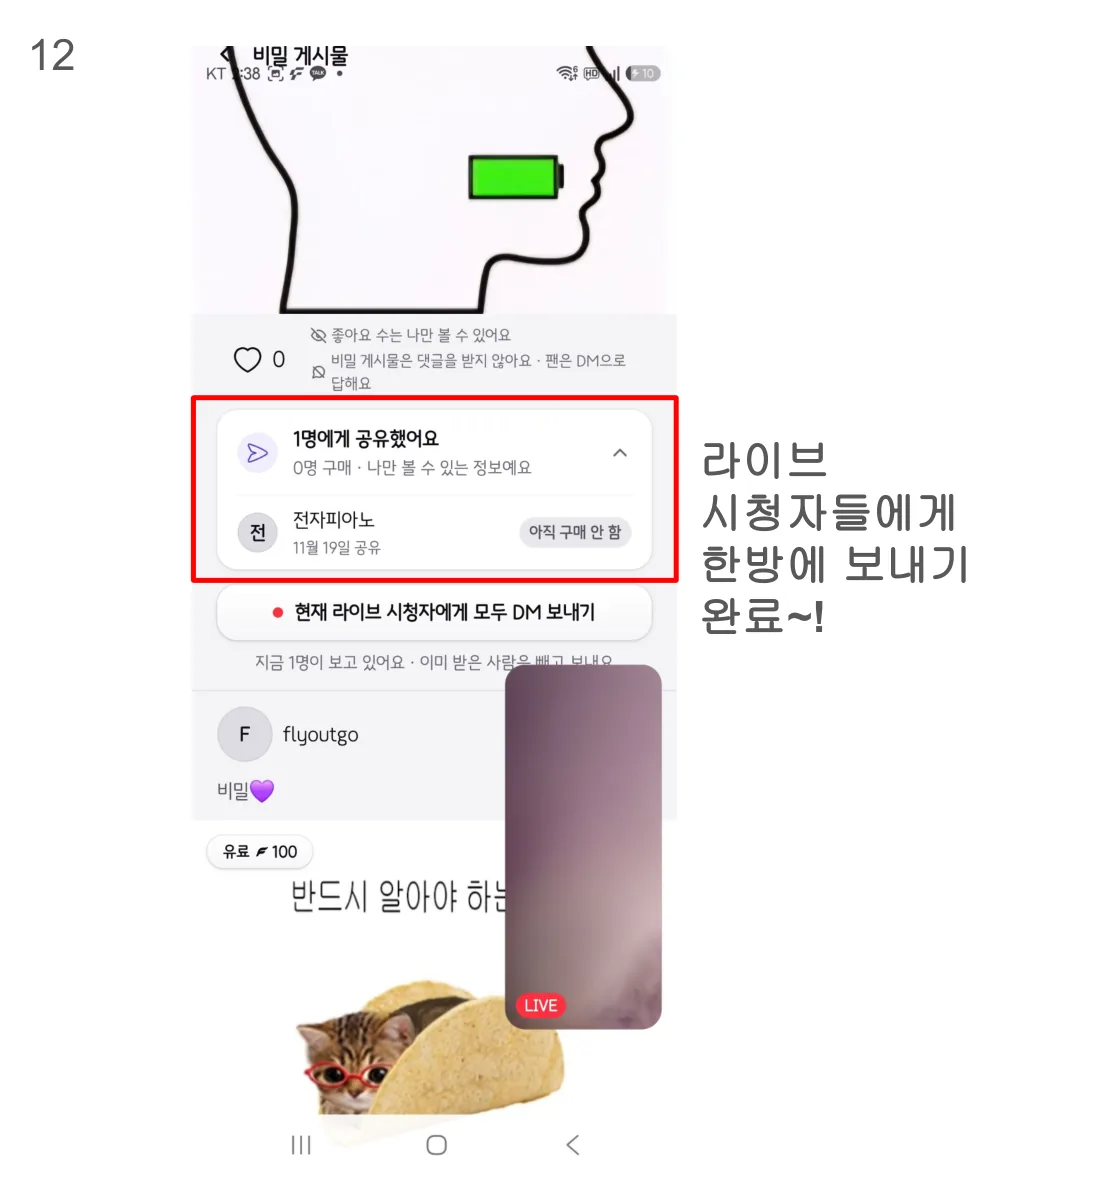 12
비밀 게시물
KT :38 TALK 6 HD 10
좋아요 수는 나만 볼 수 있어요
0
비밀 게시물은 댓글을 받지 않아요 · 팬은 DM으로
답해요
1명에게 공유했어요
0명 구매 · 나만 볼 수 있는 정보예요
전
전자피아노
11월 19일 공유
아직 구매 안 함
라이브
시청자들에게
한방에 보내기
완료~!
현재 라이브 시청자에게 모두 DM 보내기
지금 1명이 보고 있어요 · 이미 받은 사람은 빼고 보내요
F
flyoutgo
비밀💜
유료 100
반드시 알아야 하는
LIVE